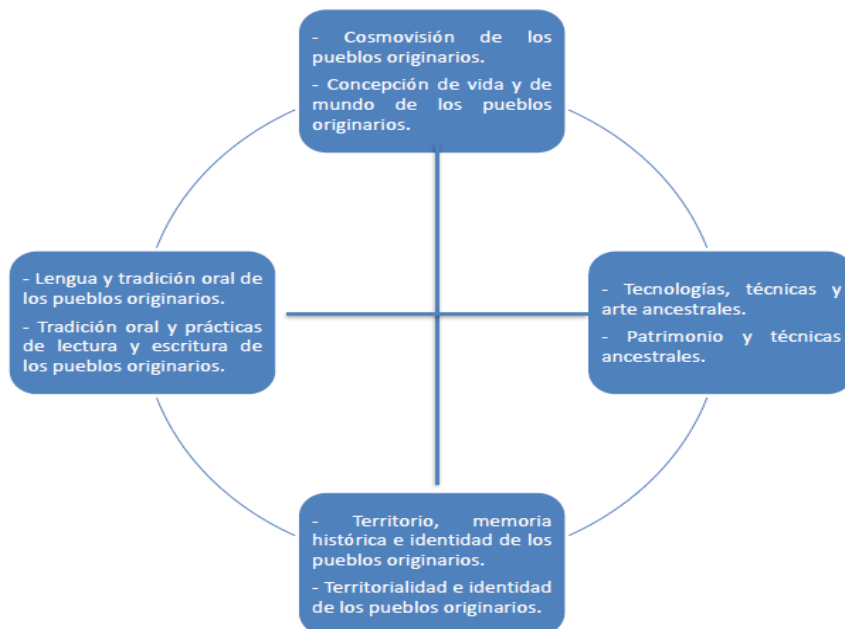 - Cosmovisión de los
pueblos originarios.
- Concepción de vida y de
mundo de los pueblos
originarios.
- Lengua y tradición oral de
los pueblos originarios.
- Tradición oral y prácticas
de lectura y escritura de
los pueblos originarios.
- Tecnologías, técnicas y
arte ancestrales.
- Patrimonio y técnicas
ancestrales.
- Territorio, memoria
histórica e identidad de los
pueblos originarios.
- Territorialidad e identidad
de los pueblos originarios.